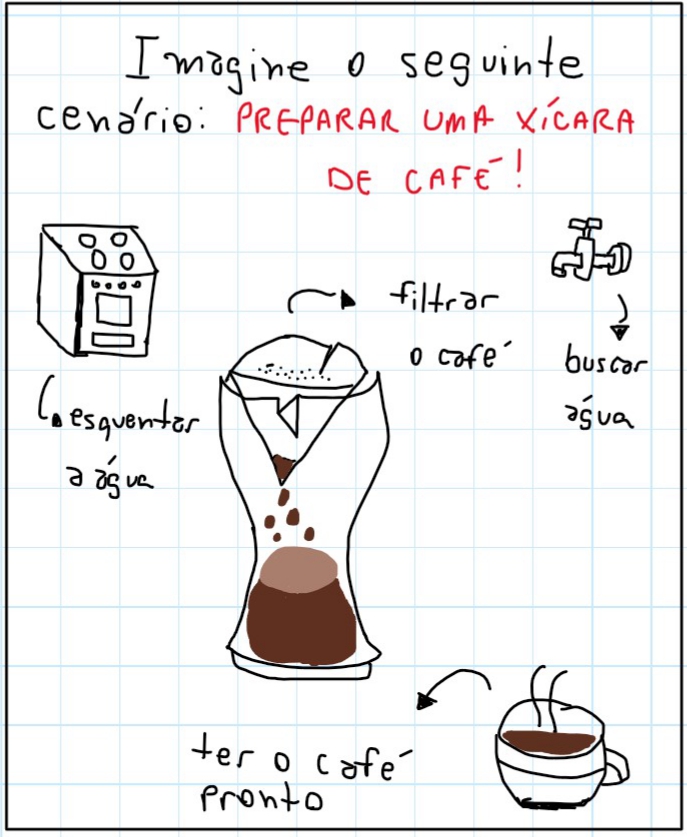 Imagine o seguinte
cenário: PREPARAR UMA XÍCARA
DE CAFÉ!
filtrar
o café
buscar
água
esquentar
a água
ter o café
pronto